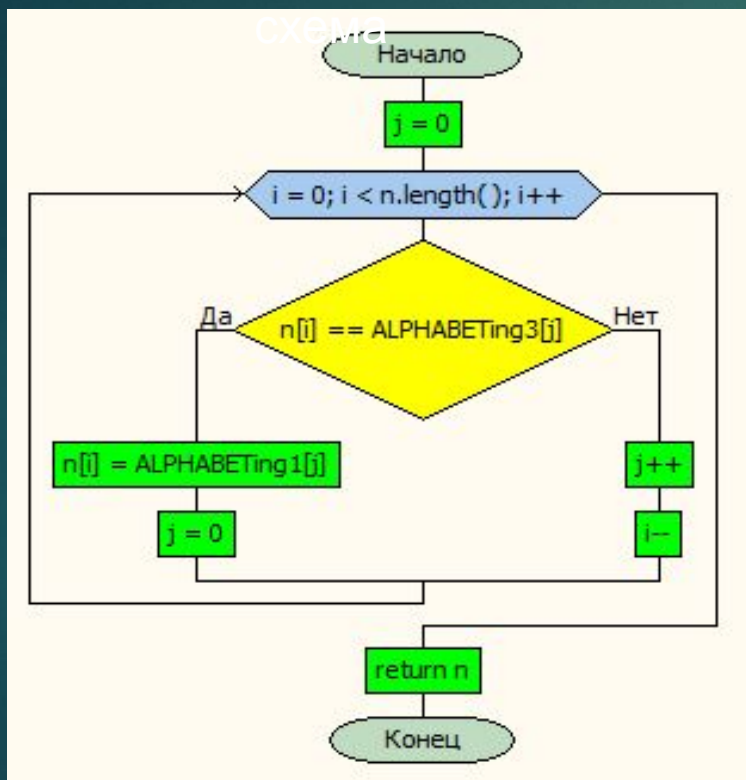 схема
Начало
j = 0
i = 0; i < n.length( ); i++
Да
Нет
n[i] == ALPHABETing3[j]
n[i] = ALPHABETing1[j]
j++
j = 0
i--
return n
Конец